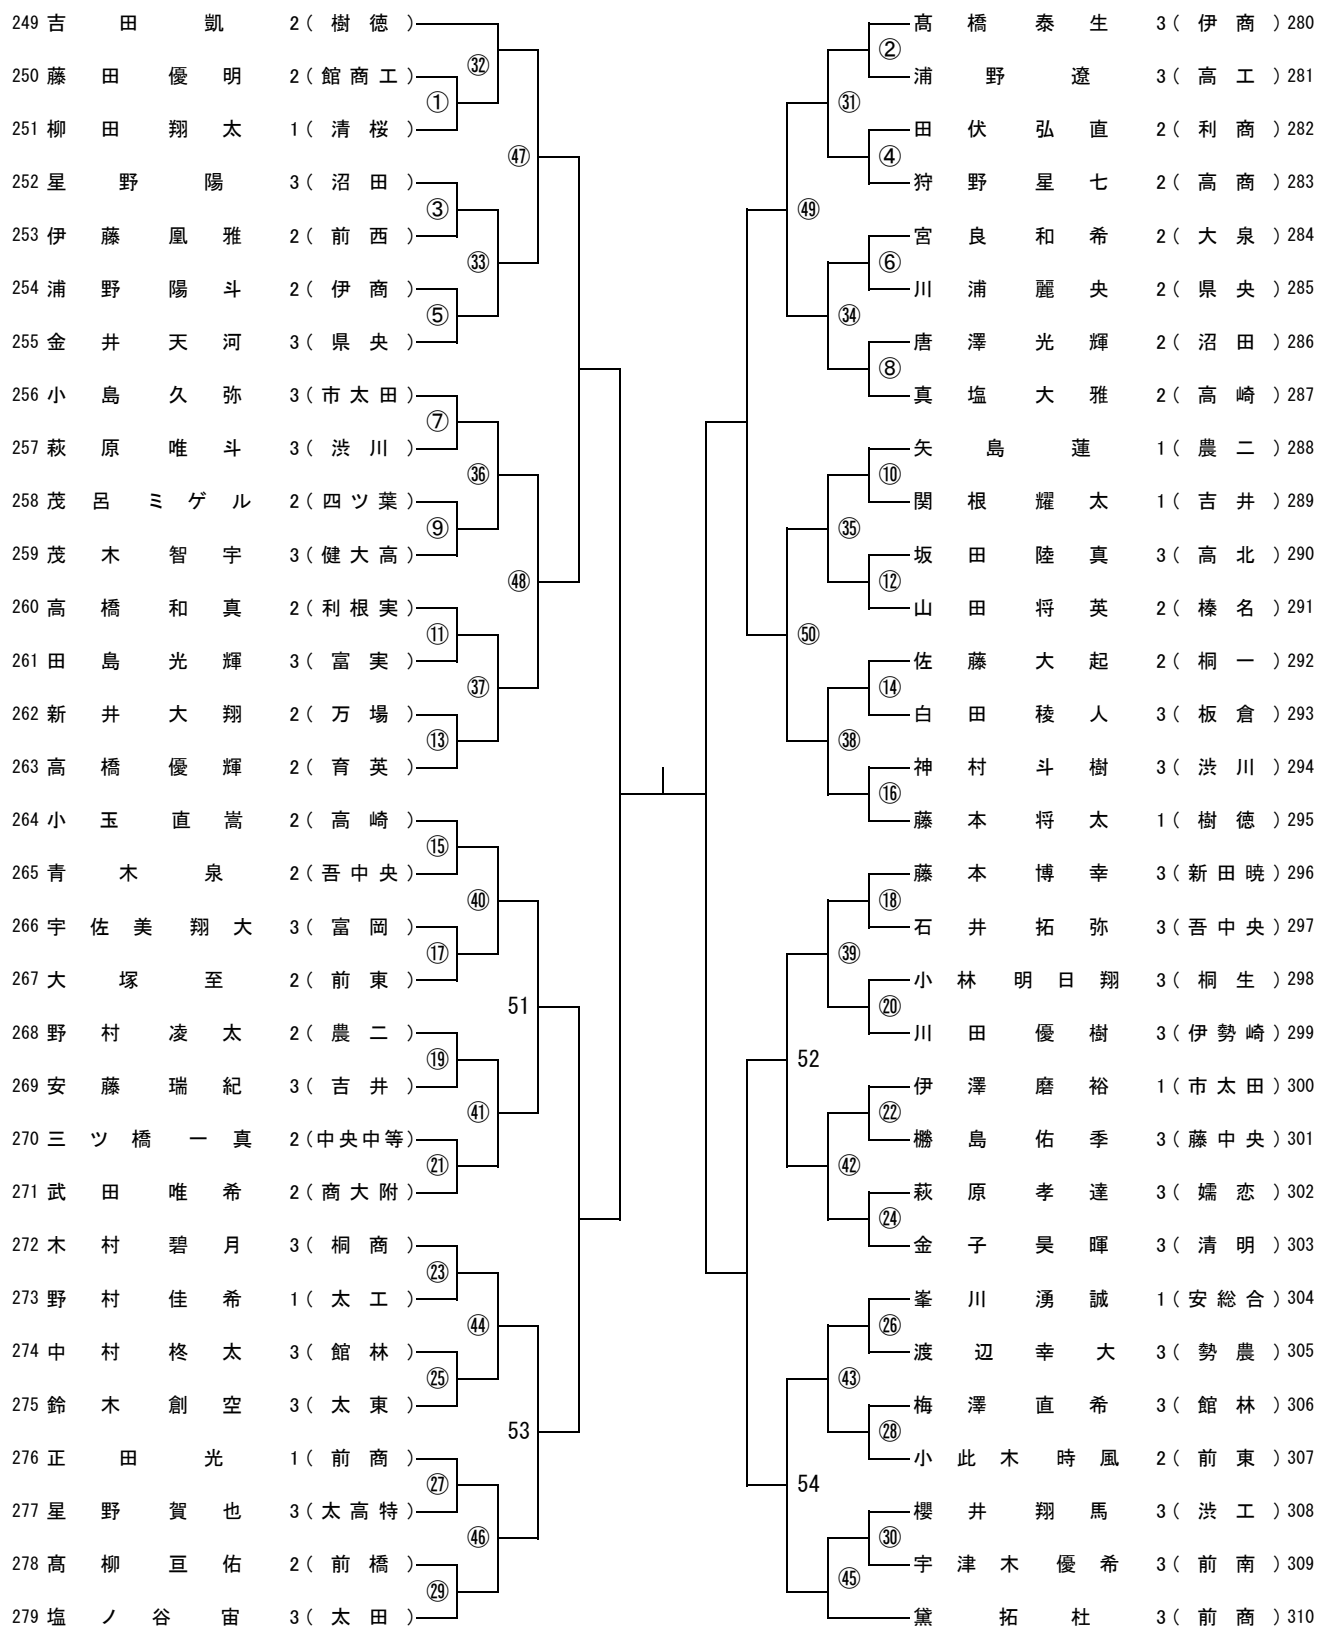 249 吉田凱 2(樹徳)
250 藤田優明 2(館商工)
251 柳田翔太 1(清桜)
252 星野陽 3(沼田)
253 伊藤凰雅 2(前西)
254 浦野陽斗 2(伊商)
255 金井天河 3(県央)
256 小島久弥 3(市太田)
257 萩原唯斗 3(渋川)
258 茂呂ミゲル 2(四ツ葉)
259 茂木智宇 3(健大高)
260 高橋和真 2(利根実)
261 田島光輝 3(富実)
262 新井大翔 2(万場)
263 高橋優輝 2(育英)
264 小玉直嵩 2(高崎)
265 青木泉 2(吾中央)
266 宇佐美翔大 3(富岡)
267 大塚至 2(前東)
268 野村凌太 2(農二)
269 安藤瑞紀 3(吉井)
270 三ツ橋一真 2(中央中等)
271 武田唯希 2(商大附)
272 木村碧月 3(桐商)
273 野村佳希 1(太工)
274 中村柊太 3(館林)
275 鈴木創空 3(太東)
276 正田光 1(前商)
277 星野賀也 3(太高特)
278 髙柳亘佑 2(前橋)
279 塩ノ谷宙 3(太田)
㉜
①
㊼
③
㉝
⑤
⑦
㊱
⑨
㊽
⑪
㊲
⑬
⑮
㊵
⑰
51
⑲
㊶
㉑
㉓
㊹
㉕
53
㉗
㊻
㉙
髙橋泰生 3(伊商) 280
浦野遼 3(高工) 281
田伏弘直 2(利商) 282
狩野星七 2(高商) 283
宮良和希 2(大泉) 284
川浦麗央 2(県央) 285
唐澤光輝 2(沼田) 286
真塩大雅 2(高崎) 287
矢島蓮 1(農二) 288
関根耀太 1(吉井) 289
坂田陸真 3(高北) 290
山田将英 2(榛名) 291
佐藤大起 2(桐一) 292
白田稜人 3(板倉) 293
神村斗樹 3(渋川) 294
藤本将太 1(樹徳) 295
藤本博幸 3(新田暁) 296
石井拓弥 3(吾中央) 297
小林明日翔 3(桐生) 298
川田優樹 3(伊勢崎) 299
伊澤磨裕 1(市太田) 300
橳島佑季 3(藤中央) 301
萩原孝達 3(嬬恋) 302
金子昊暉 3(清明) 303
峯川湧誠 1(安総合) 304
渡辺幸大 3(勢農) 305
梅澤直希 3(館林) 306
小此木時風 2(前東) 307
櫻井翔馬 3(渋工) 308
宇津木優希 3(前南) 309
黛拓杜 3(前商) 310
②
㉛
④
㊾
⑥
㉞
⑧
⑩
㉟
⑫
㊿
⑭
㊳
⑯
⑱
㊴
⑳
52
㉒
㊷
㉔
㉖
㊸
㉘
54
㉚
㊺